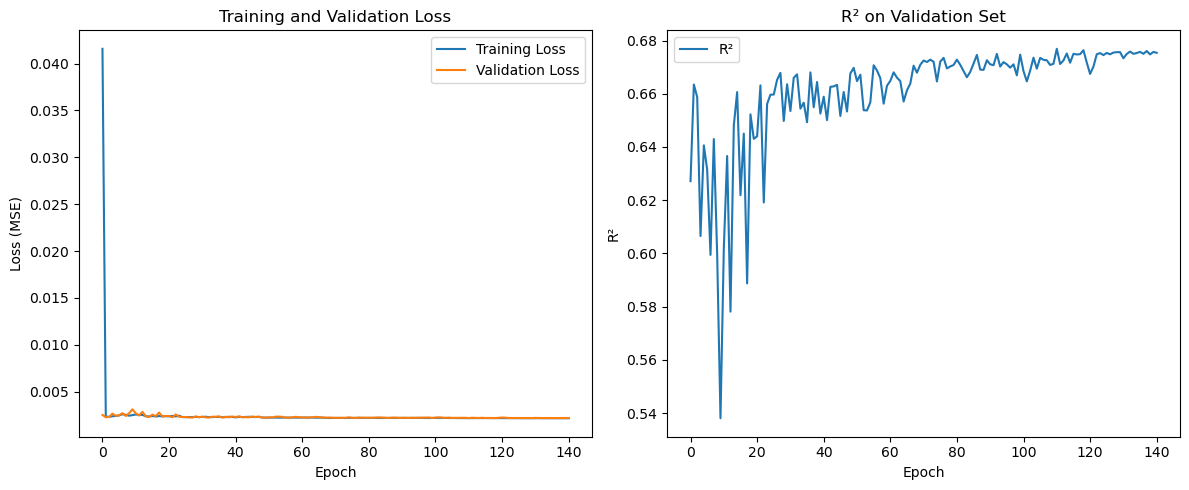 Training and Validation Loss
Training Loss
Validation Loss
0.040
0.035
0.030
0.025
0.020
0.015
0.010
0.005
Loss (MSE)
0 20 40 60 80 100 120 140
Epoch
R² on Validation Set
R²
0.68
0.66
0.64
0.62
0.60
0.58
0.56
0.54
R²
0 20 40 60 80 100 120 140
Epoch